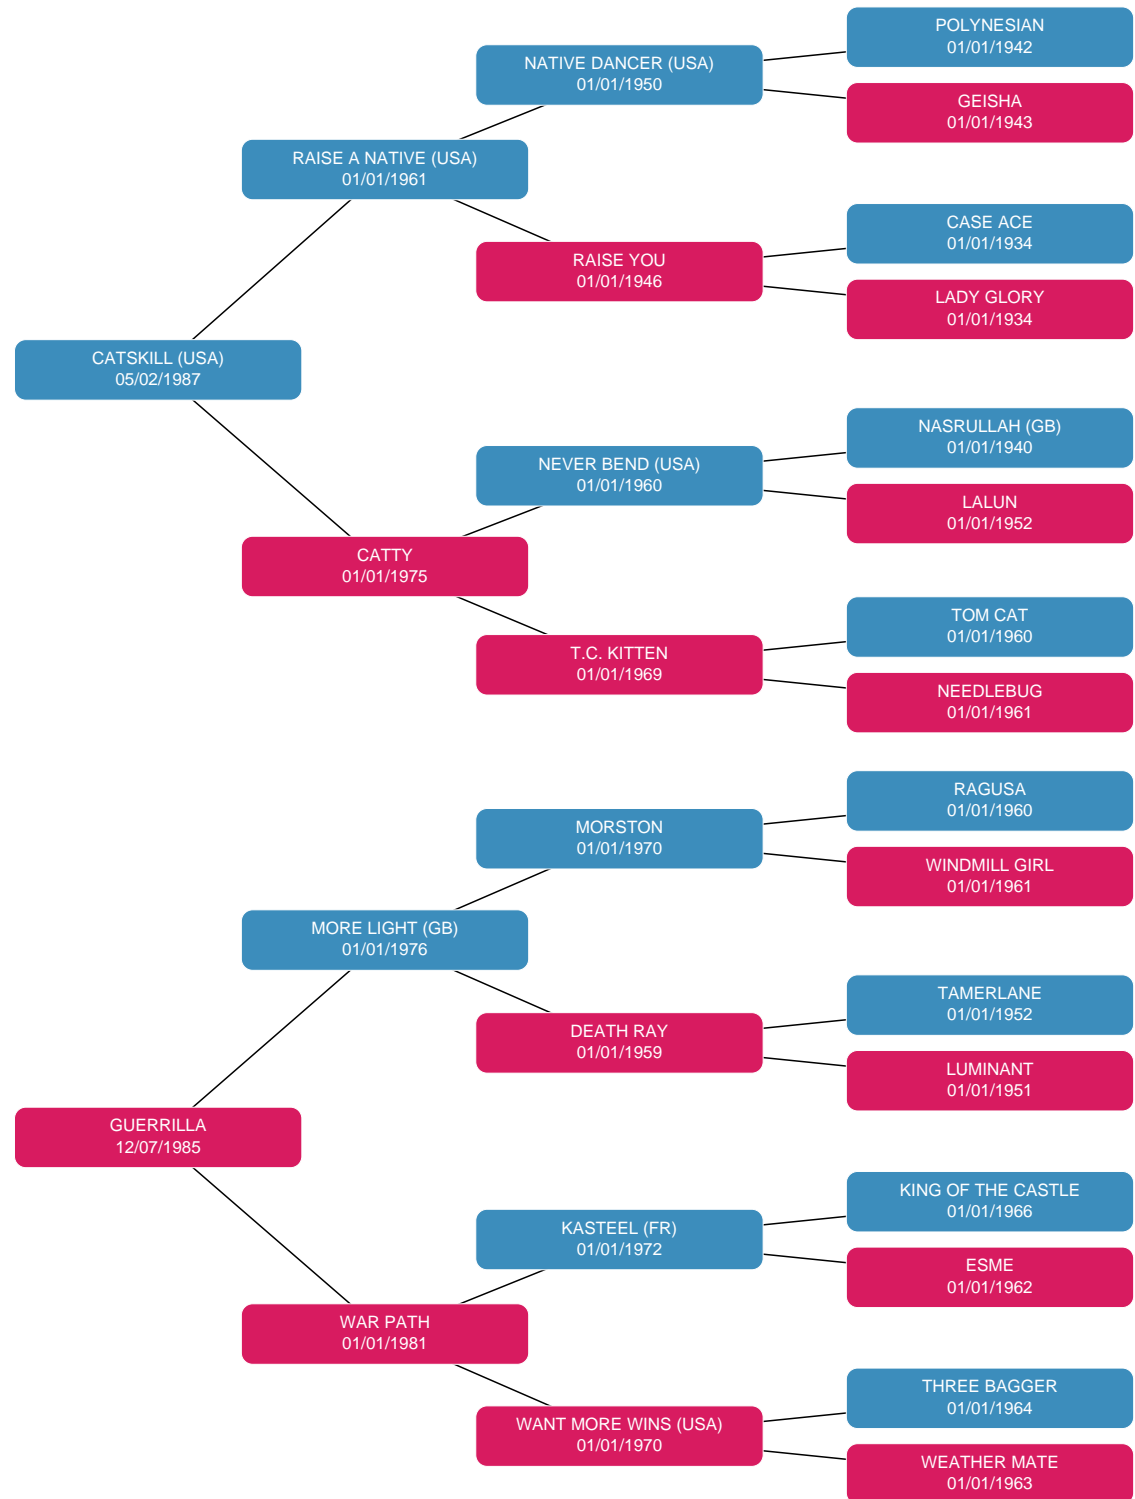 POLYNESIAN
01/01/1942
NATIVE DANCER (USA)
01/01/1950
GEISHA
01/01/1943
RAISE A NATIVE (USA)
01/01/1961
CASE ACE
01/01/1934
RAISE YOU
01/01/1946
LADY GLORY
01/01/1934
CATSKILL (USA)
05/02/1987
NASRULLAH (GB)
01/01/1940
NEVER BEND (USA)
01/01/1960
LALUN
01/01/1952
CATTY
01/01/1975
TOM CAT
01/01/1960
T.C. KITTEN
01/01/1969
NEEDLEBUG
01/01/1961
RAGUSA
01/01/1960
MORSTON
01/01/1970
WINDMILL GIRL
01/01/1961
MORE LIGHT (GB)
01/01/1976
TAMERLANE
01/01/1952
DEATH RAY
01/01/1959
LUMINANT
01/01/1951
GUERRILLA
12/07/1985
KING OF THE CASTLE
01/01/1966
KASTEEL (FR)
01/01/1972
ESME
01/01/1962
WAR PATH
01/01/1981
THREE BAGGER
01/01/1964
WANT MORE WINS (USA)
01/01/1970
WEATHER MATE
01/01/1963